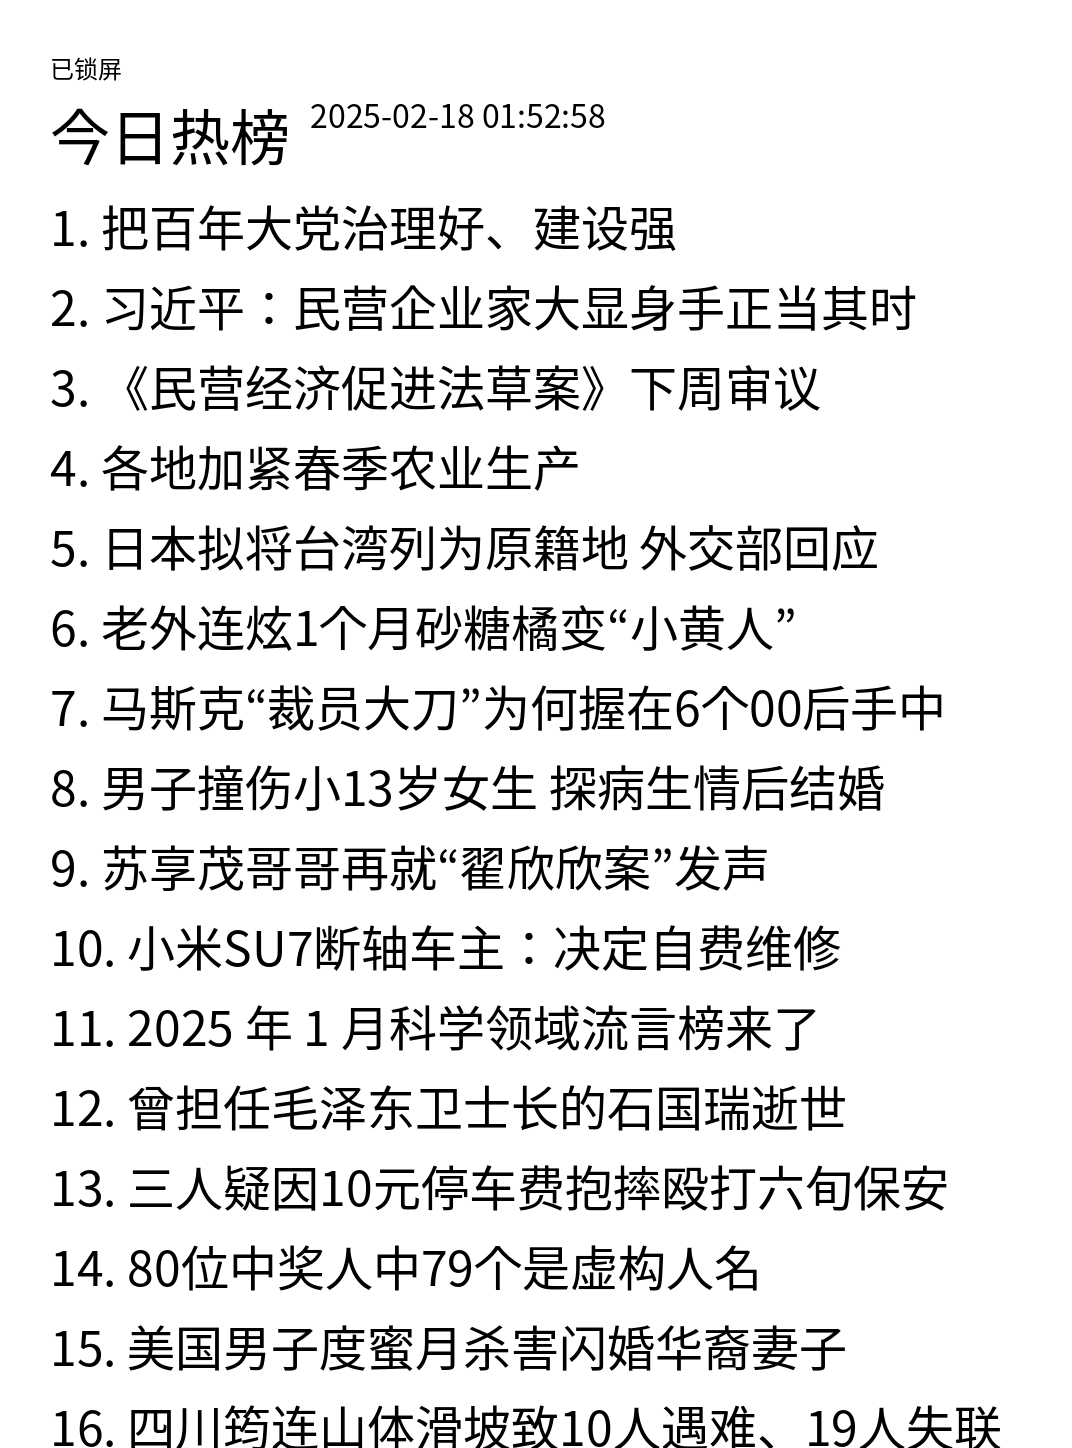 已锁屏
今日热榜 2025-02-18 01:52:58
1. 把百年大党治理好、建设强
2. 习近平：民营企业家大显身手正当其时
3. 《民营经济促进法草案》下周审议
4. 各地加紧春季农业生产
5. 日本拟将台湾列为原籍地 外交部回应
6. 老外连炫1个月砂糖橘变“小黄人”
7. 马斯克“裁员大刀”为何握在6个00后手中
8. 男子撞伤小13岁女生 探病生情后结婚
9. 苏享茂哥哥再就“翟欣欣案”发声
10. 小米SU7断轴车主：决定自费维修
11. 2025 年 1 月科学领域流言榜来了
12. 曾担任毛泽东卫士长的石国瑞逝世
13. 三人疑因10元停车费抱摔殴打六旬保安
14. 80位中奖人中79个是虚构人名
15. 美国男子度蜜月杀害闪婚华裔妻子
16. 四川筠连山体滑坡致10人遇难、19人失联